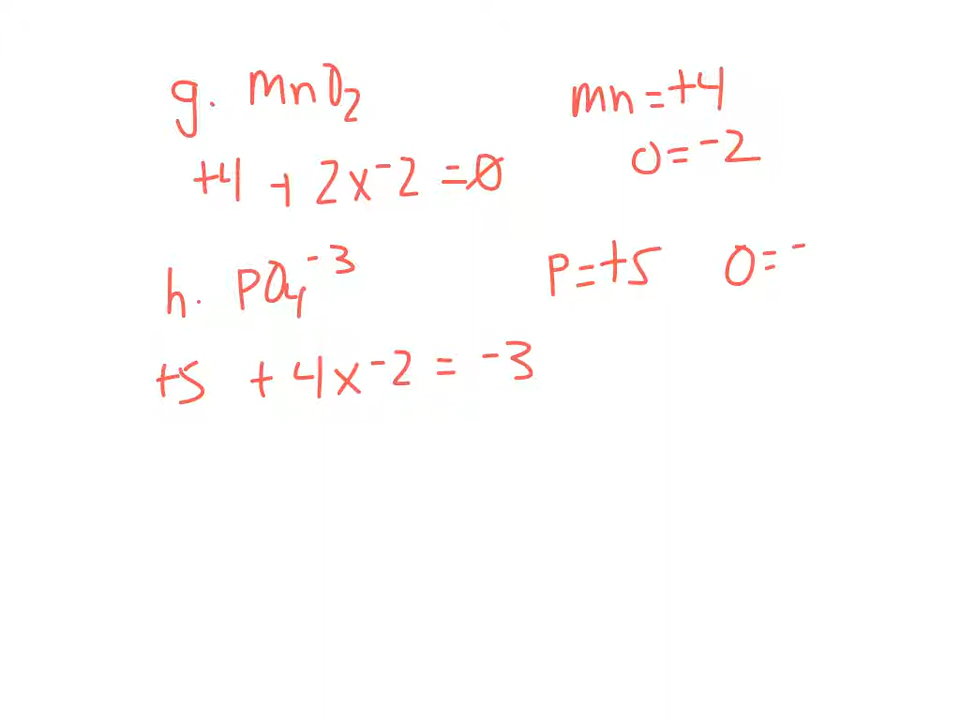 g. MnO₂ mn = +4
O = ⁻2
+4 + 2x⁻2 = 0
h. PO₄⁻³ P = +5 O = ⁻
+5 + 4x⁻2 = ⁻3